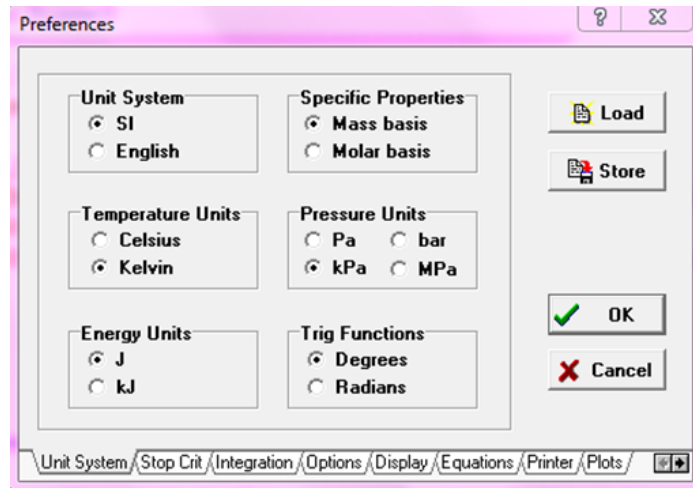 Preferences
Unit System
SI
English
Specific Properties
Mass basis
Molar basis
Load
Store
Temperature Units
Celsius
Kelvin
Pressure Units
Pa bar
kPa MPa
Energy Units
J
kJ
Trig Functions
Degrees
Radians
OK
Cancel
Unit System Stop Crit Integration Options Display Equations Printer Plots